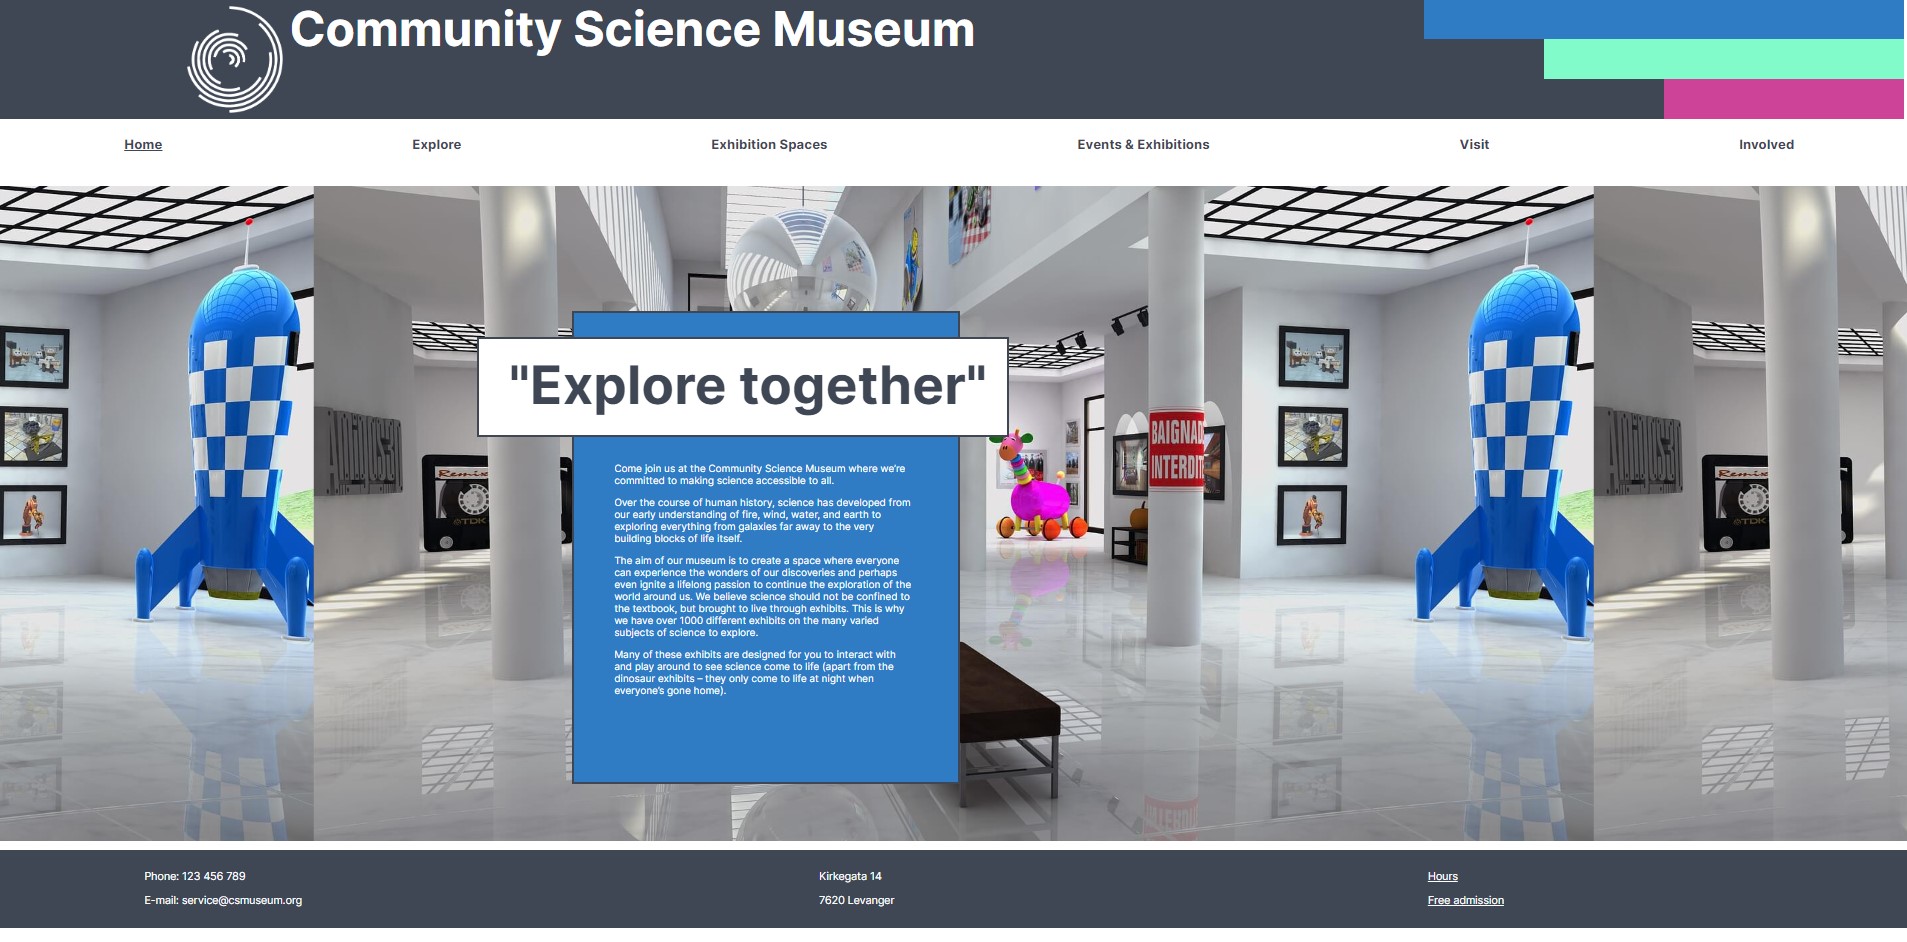 Community Science Museum
Home
Explore
Exhibition Spaces
Events & Exhibitions
Visit
Involved
"Explore together"
BAIGNAD
INTERDIT
Remix
TDK
Remix
TDK
Come join us at the Community Science Museum where we're
committed to making science accessible to all.
Over the course of human history, science has developed from
our early understanding of fire, wind, water, and earth to
exploring everything from galaxies far away to the very
building blocks of life itself.
The aim of our museum is to create a space where everyone
can experience the wonders of our discoveries and perhaps
even ignite a lifelong passion to continue the exploration of the
world around us. We believe science should not be confined to
the textbook, but brought to live through exhibits. This is why
we have over 1000 different exhibits on the many varied
subjects of science to explore.
Many of these exhibits are designed for you to interact with
and play around to see science come to life (apart from the
dinosaur exhibits – they only come to life at night when
everyone's gone home).
Phone: 123 456 789
E-mail: service@csmuseum.org
Kirkegata 14
7620 Levanger
Hours
Free admission